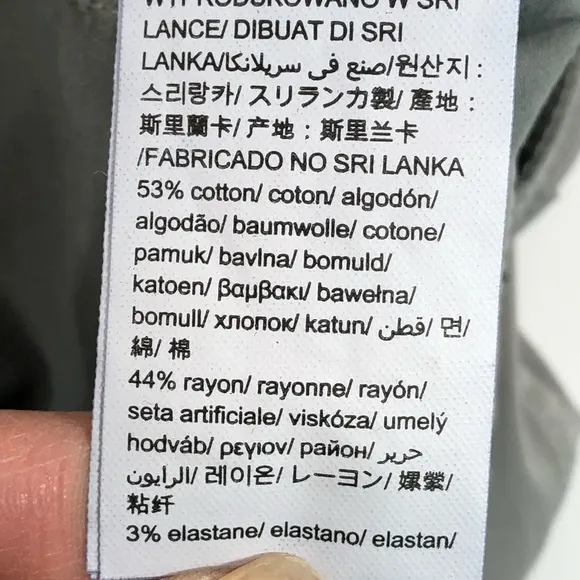 WYPRODUKOWANO W SRI
LANCE/ DIBUAT DI SRI
LANKA/صنع في سريلانكا/원산지 :
스리랑카/ スリランカ製/ 產地 :
斯里蘭卡/ 产地 : 斯里兰卡
/FABRICADO NO SRI LANKA
53% cotton/ coton/ algodón/
algodão/ baumwolle/ cotone/
pamuk/ bavlna/ bomuld/
katoen/ βαμβακι/ bawełna/
bomull/ хлопок/ katun/ قطن/ 면/
綿/ 棉
44% rayon/ rayonne/ rayón/
seta artificiale/ viskóza/ umelý
hodváb/ ρεγιον/ район/ حرير
الرايون/ 레이온/ レーヨン/ 嫘縈/
粘纤
3% elastane/ elastano/ elastan/